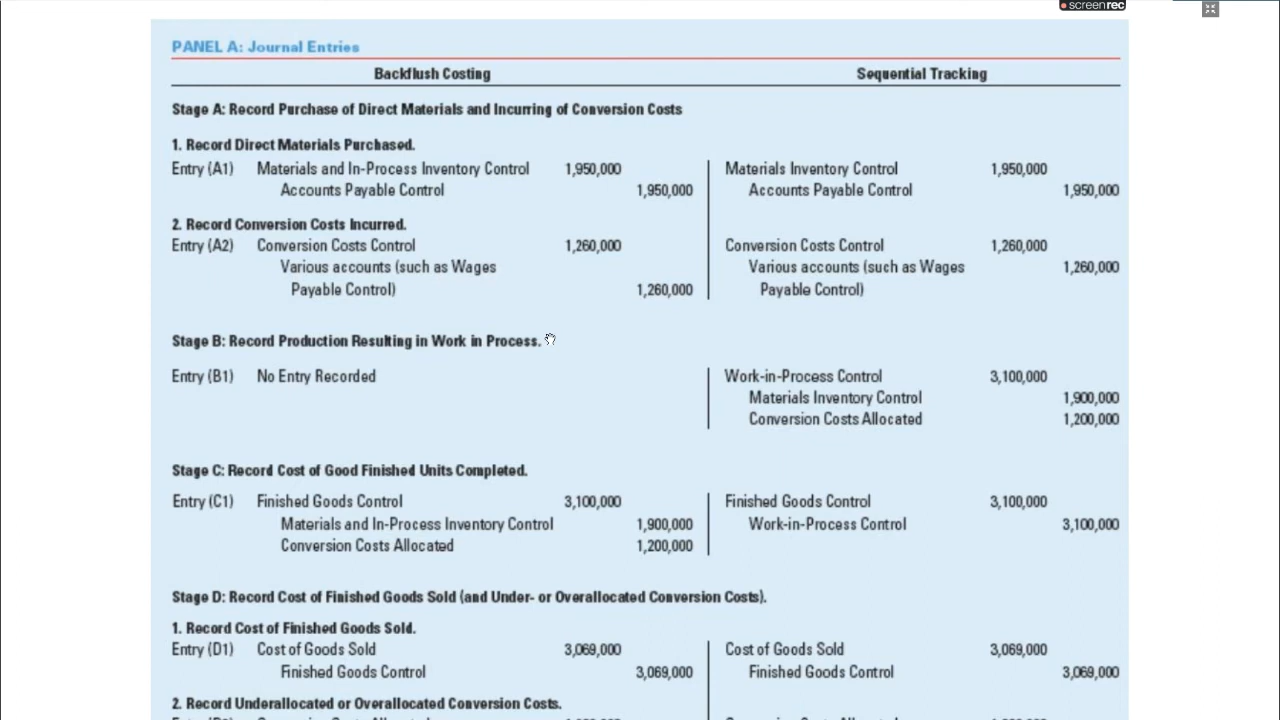 screenrec
PANEL A: Journal Entries
Backflush Costing Sequential Tracking
Stage A: Record Purchase of Direct Materials and Incurring of Conversion Costs
1. Record Direct Materials Purchased.
Entry (A1) Materials and In-Process Inventory Control 1,950,000 Materials Inventory Control 1,950,000
Accounts Payable Control 1,950,000 Accounts Payable Control 1,950,000
2. Record Conversion Costs Incurred.
Entry (A2) Conversion Costs Control 1,260,000 Conversion Costs Control 1,260,000
Various accounts (such as Wages Various accounts (such as Wages 1,260,000
Payable Control) 1,260,000 Payable Control)
Stage B: Record Production Resulting in Work in Process.
Entry (B1) No Entry Recorded Work-in-Process Control 3,100,000
Materials Inventory Control 1,900,000
Conversion Costs Allocated 1,200,000
Stage C: Record Cost of Good Finished Units Completed.
Entry (C1) Finished Goods Control 3,100,000 Finished Goods Control 3,100,000
Materials and In-Process Inventory Control 1,900,000 Work-in-Process Control 3,100,000
Conversion Costs Allocated 1,200,000
Stage D: Record Cost of Finished Goods Sold (and Under- or Overallocated Conversion Costs).
1. Record Cost of Finished Goods Sold.
Entry (D1) Cost of Goods Sold 3,069,000 Cost of Goods Sold 3,069,000
Finished Goods Control 3,069,000 Finished Goods Control 3,069,000
2. Record Underallocated or Overallocated Conversion Costs.